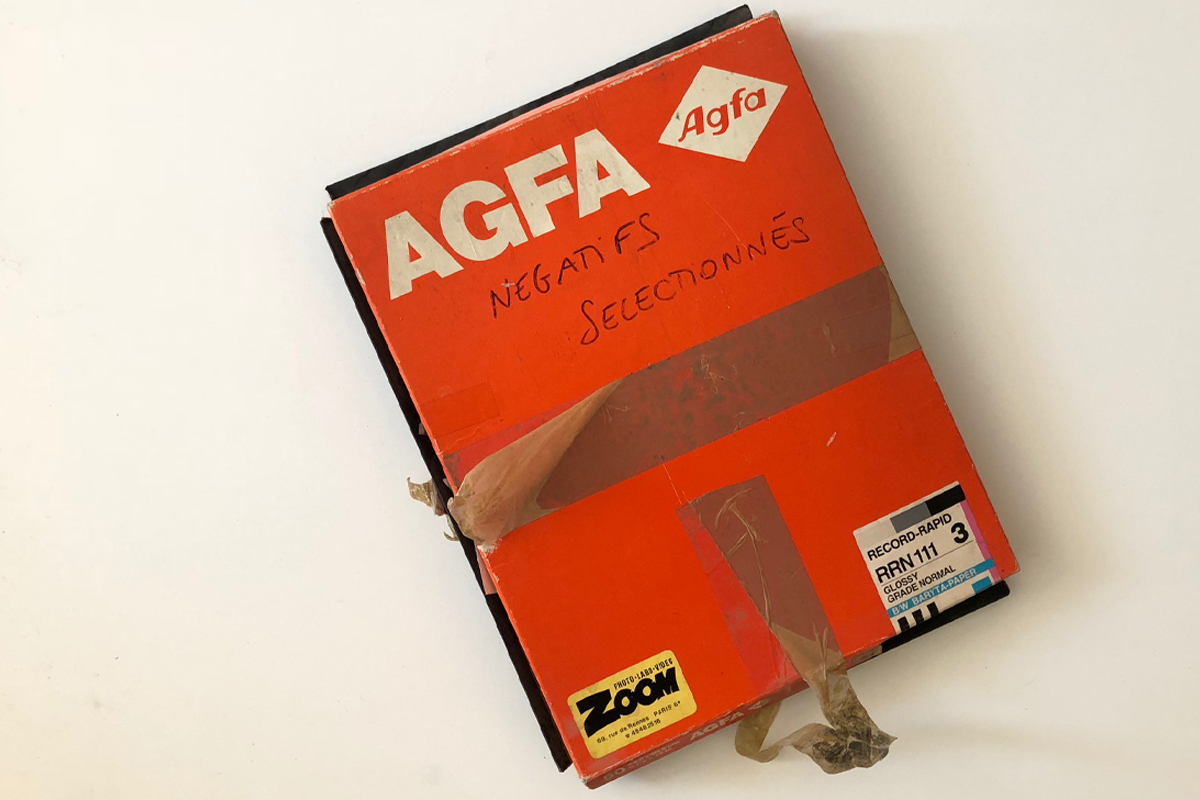 AGFA
Agfa
NEGATIFS
SELECTIONNÉS
RECORD-RAPID
RRN 111 3
GLOSSY
GRADE NORMAL
B/W BARYTA-PAPER
PHOTO-LABO-VIDEO
ZOOM
69, rue de Rennes PARIS 6e
AGFA